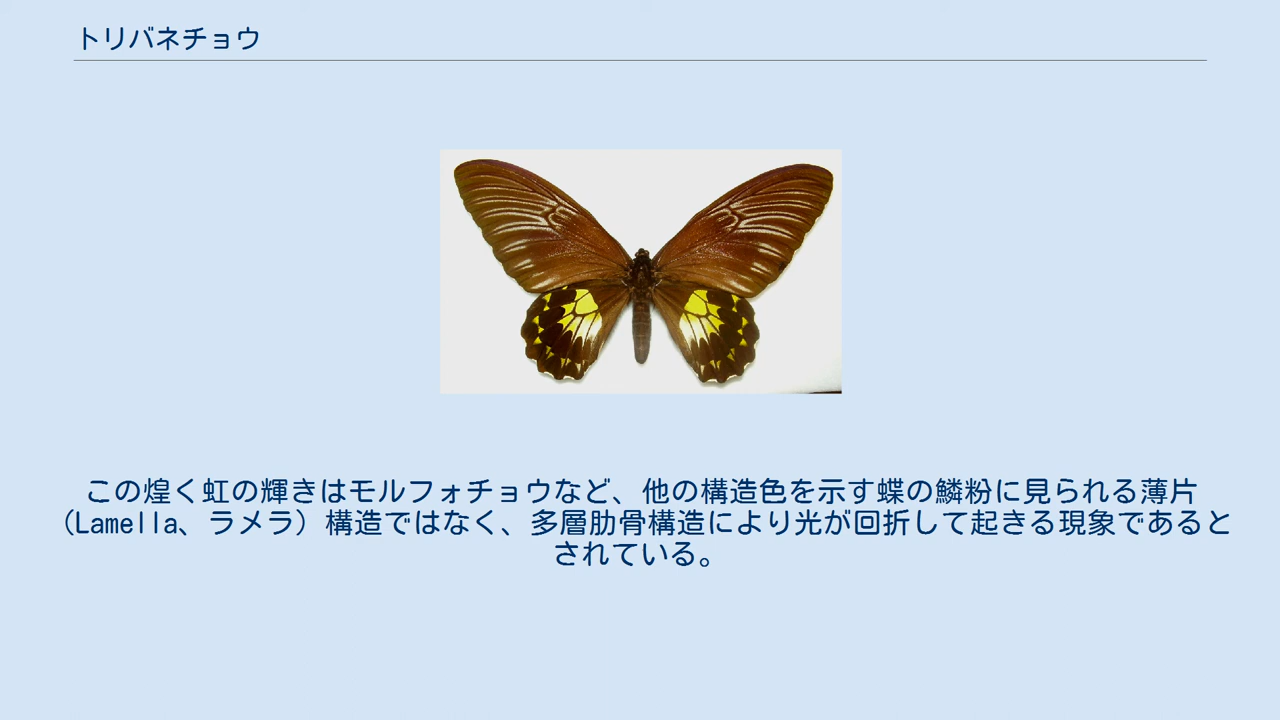 トリバネチョウ
この煌く虹の輝きはモルフォチョウなど、他の構造色を示す蝶の鱗粉に見られる薄片
（Lamella、ラメラ）構造ではなく、多層肋骨構造により光が回折して起きる現象であると
されている。